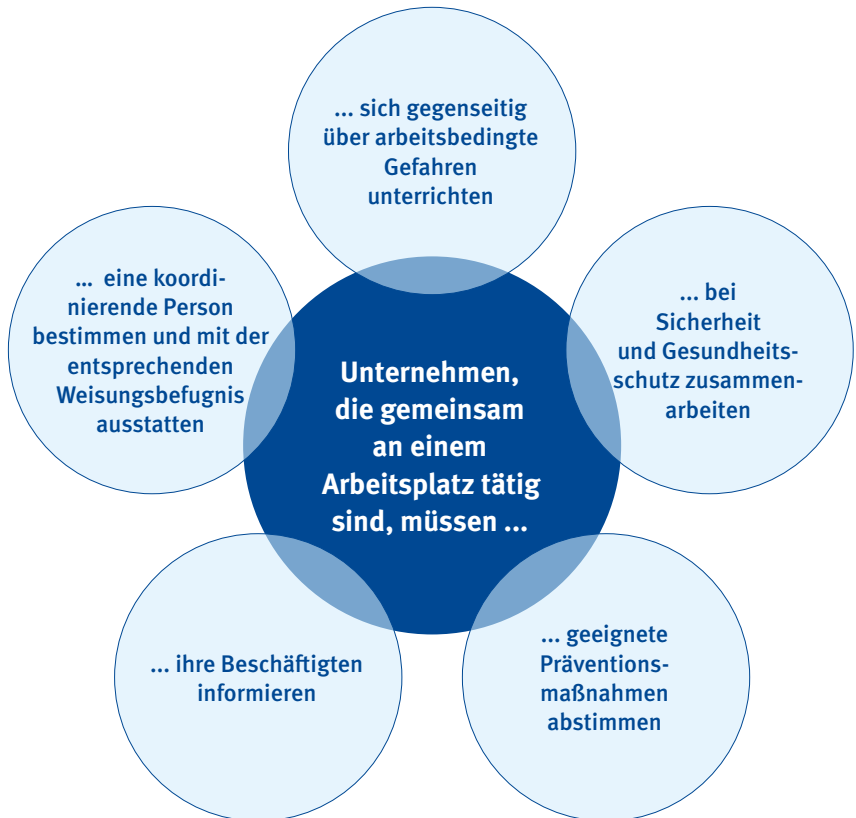 ... sich gegenseitig
über arbeitsbedingte
Gefahren
unterrichten
... eine koordi-
nierende Person
bestimmen und mit der
entsprechenden
Weisungsbefugnis
ausstatten
... bei
Sicherheit
und Gesundheits-
schutz zusammen-
arbeiten
Unternehmen,
die gemeinsam
an einem
Arbeitsplatz tätig
sind, müssen ...
... ihre Beschäftigten
informieren
... geeignete
Präventions-
maßnahmen
abstimmen